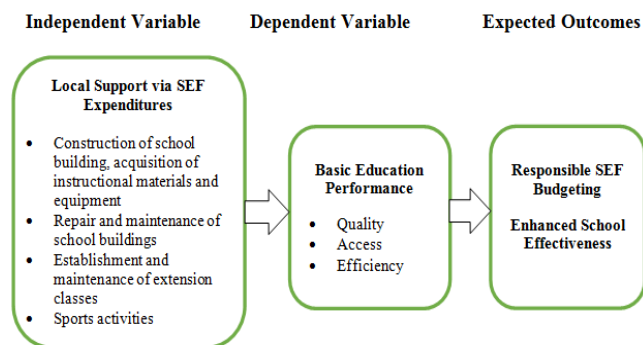 Independent Variable
Dependent Variable
Expected Outcomes
Local Support via SEF
Expenditures
• Construction of school
building, acquisition of
instructional materials and
equipment
• Repair and maintenance of
school buildings
• Establishment and
maintenance of extension
classes
• Sports activities
Basic Education
Performance
• Quality
• Access
• Efficiency
Responsible SEF
Budgeting
Enhanced School
Effectiveness